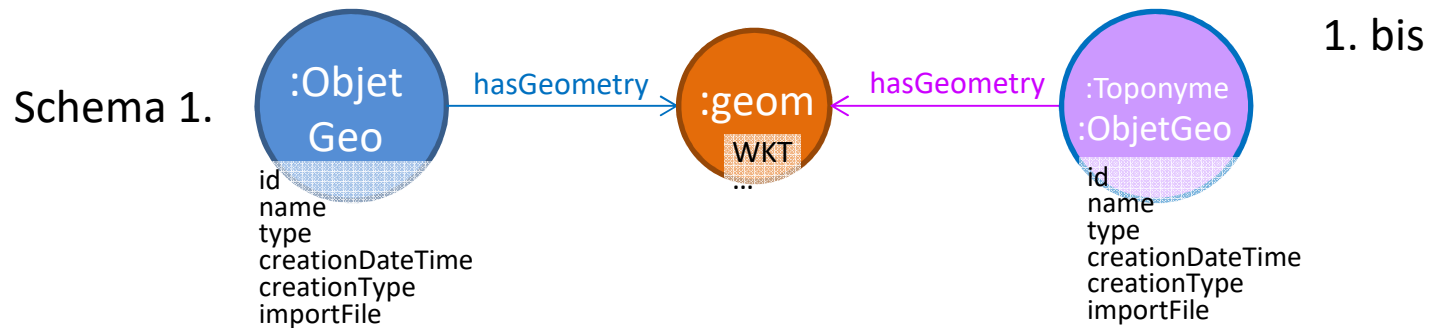 Schema 1.
:Objet
Geo
id
name
type
creationDateTime
creationType
importFile
hasGeometry
:geom
WKT
...
hasGeometry
:Toponyme
:ObjetGeo
id
name
type
creationDateTime
creationType
importFile
1. bis